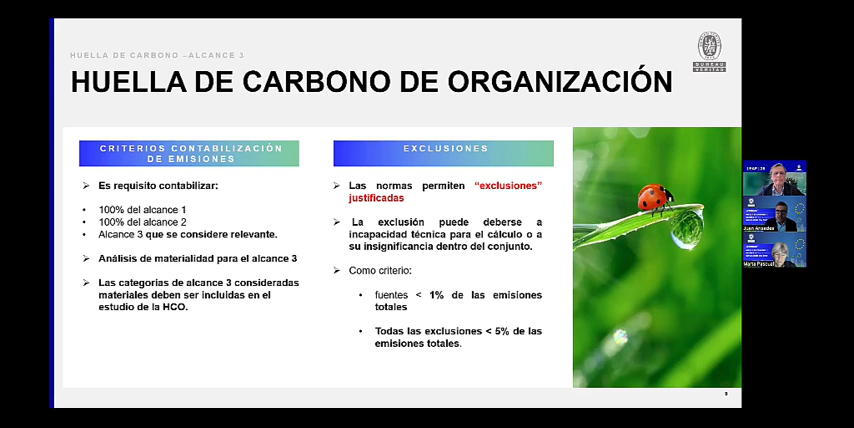 HUELLA DE CARBONO –ALCANCE 3
HUELLA DE CARBONO DE ORGANIZACIÓN
BUREAU
VERITAS
CRITERIOS CONTABILIZACIÓN
DE EMISIONES
➢ Es requisito contabilizar:
• 100% del alcance 1
• 100% del alcance 2
• Alcance 3 que se considere relevante.
➢ Análisis de materialidad para el alcance 3
➢ Las categorías de alcance 3 consideradas
materiales deben ser incluidas en el
estudio de la HCO.
EXCLUSIONES
➢ Las normas permiten “exclusiones”
justificadas
➢ La exclusión puede deberse a
incapacidad técnica para el cálculo o a
su insignificancia dentro del conjunto.
➢ Como criterio:
• fuentes < 1% de las emisiones
totales
• Todas las exclusiones < 5% de las
emisiones totales.
Marta Pascual